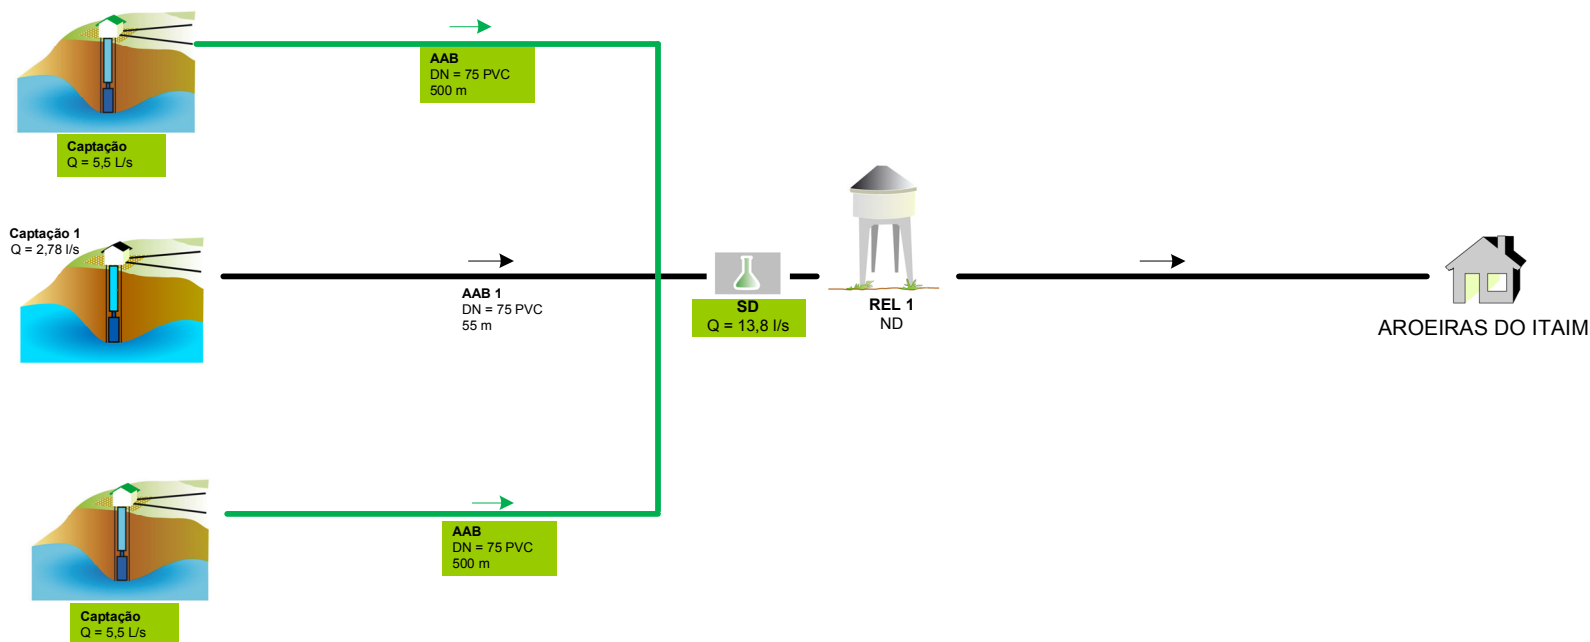 AAB
DN = 75 PVC
500 m
Captação
Q = 5,5 L/s
Captação 1
Q = 2,78 l/s
AAB 1
DN = 75 PVC
55 m
SD
Q = 13,8 l/s
REL 1
ND
AROEIRAS DO ITAIM
AAB
DN = 75 PVC
500 m
Captação
Q = 5,5 L/s